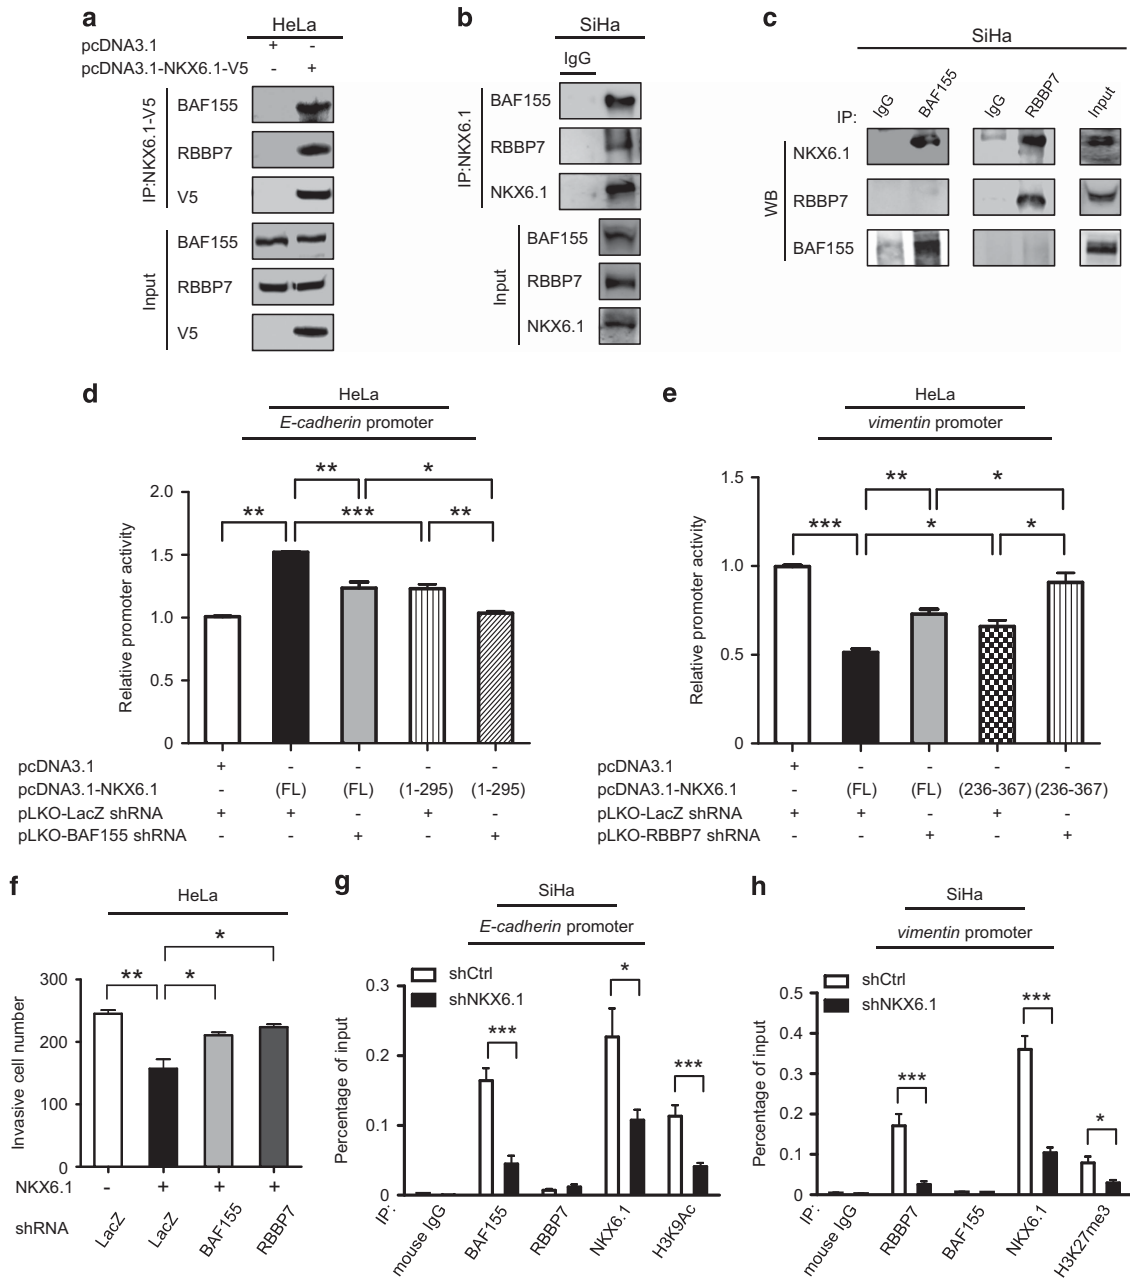 a
HeLa
pcDNA3.1 + -
pcDNA3.1-NKX6.1-V5 - +
IP:NKX6.1-V5
BAF155
RBBP7
V5
Input
BAF155
RBBP7
V5
b
SiHa
IgG
IP:NKX6.1
BAF155
RBBP7
NKX6.1
Input
BAF155
RBBP7
NKX6.1
c
SiHa
IP: IgG BAF155 IgG RBBP7 Input
WB
NKX6.1
RBBP7
BAF155
d
HeLa
E-cadherin promoter
** *
** *** **
Relative promoter activity
2.0
1.5
1.0
0.5
0
pcDNA3.1 + - - - -
pcDNA3.1-NKX6.1 - (FL) (FL) (1-295) (1-295)
pLKO-LacZ shRNA + + - + -
pLKO-BAF155 shRNA - - + - +
e
HeLa
vimentin promoter
** *
*** * *
Relative promoter activity
1.5
1.0
0.5
0
pcDNA3.1 + - - - -
pcDNA3.1-NKX6.1 - (FL) (FL) (236-367) (236-367)
pLKO-LacZ shRNA + + - + -
pLKO-RBBP7 shRNA - - + - +
f
HeLa
*
** *
Invasive cell number
300
200
100
0
NKX6.1 - + + +
shRNA LacZ LacZ BAF155 RBBP7
g
SiHa
E-cadherin promoter
shCtrl
shNKX6.1
*** * ***
Percentage of input
0.3
0.2
0.1
0
IP: mouse IgG BAF155 RBBP7 NKX6.1 H3K9Ac
h
SiHa
vimentin promoter
shCtrl
shNKX6.1
*** *** *
Percentage of input
0.5
0.4
0.3
0.2
0.1
0
IP: mouse IgG RBBP7 BAF155 NKX6.1 H3K27me3